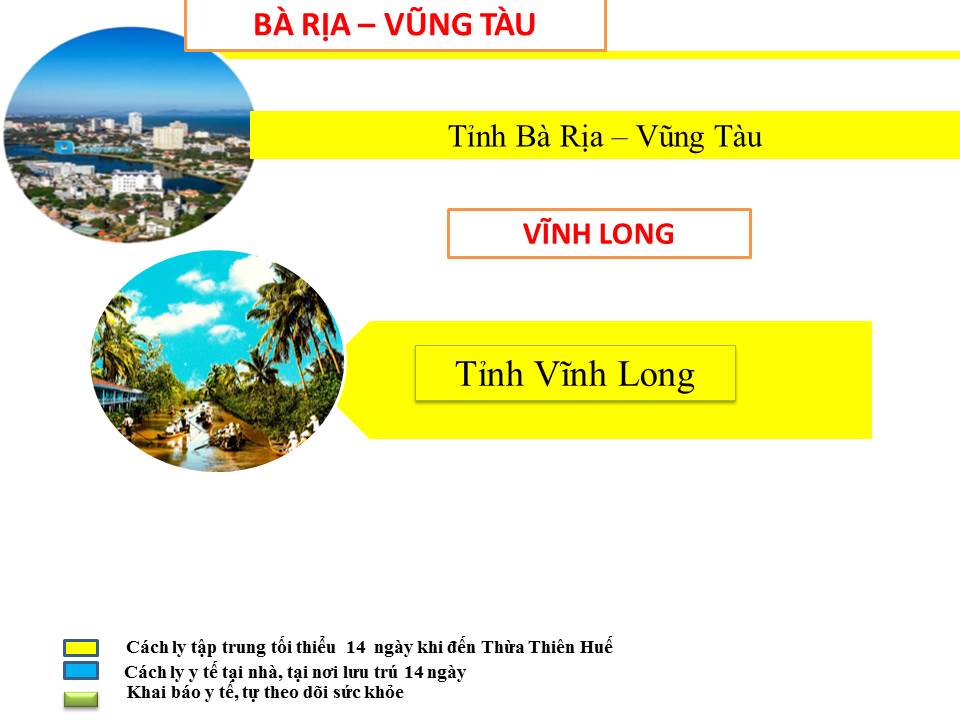 BÀ RỊA – VŨNG TÀU
Tỉnh Bà Rịa – Vũng Tàu
VĨNH LONG
Tỉnh Vĩnh Long
Cách ly tập trung tối thiểu 14 ngày khi đến Thừa Thiên Huế
Cách ly y tế tại nhà, tại nơi lưu trú 14 ngày
Khai báo y tế, tự theo dõi sức khỏe